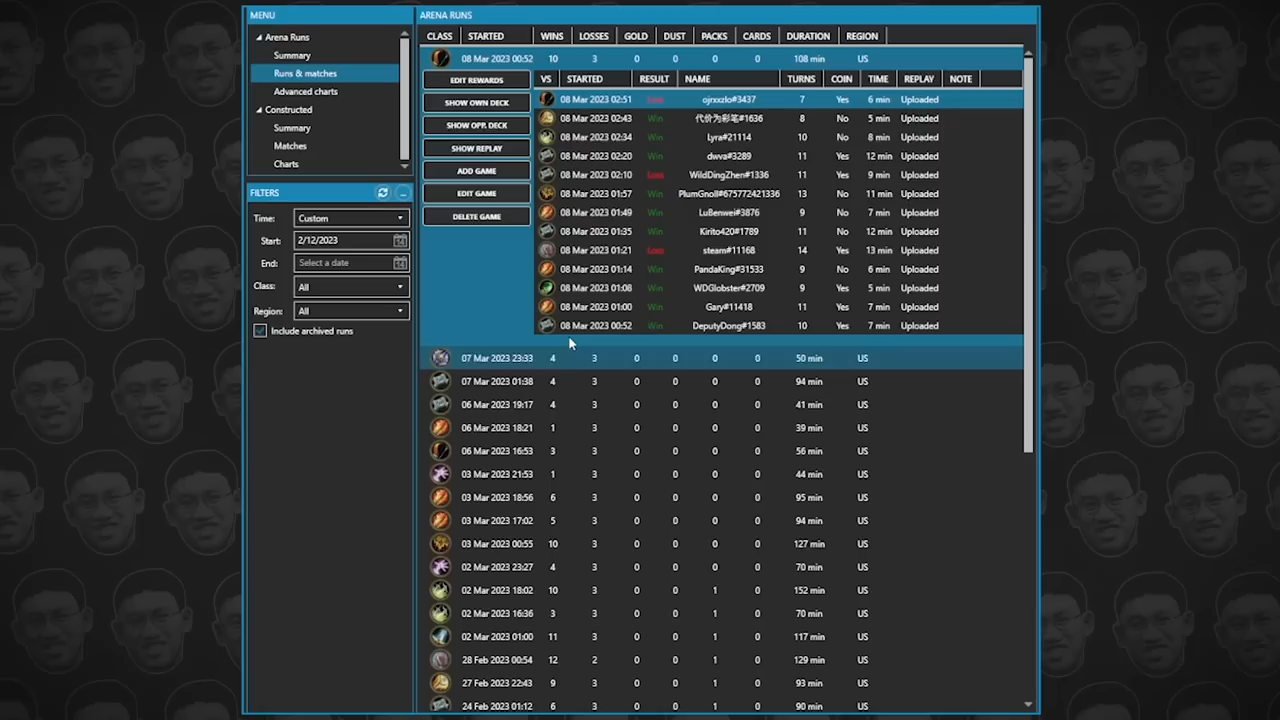 MENU
Arena Runs
Summary
Runs & matches
Advanced charts
Constructed
Summary
Matches
Charts
FILTERS
Time: Custom
Start: 2/12/2023
End: Select a date
Class: All
Region: All
Include archived runs
ARENA RUNS
CLASS STARTED WINS LOSSES GOLD DUST PACKS CARDS DURATION REGION
08 Mar 2023 00:52 10 3 108 min US
EDIT REWARDS
SHOW OWN DECK
SHOW OPP. DECK
SHOW REPLAY
ADD GAME
EDIT GAME
DELETE GAME
VS STARTED RESULT NAME TURNS COIN TIME REPLAY NOTE
08 Mar 2023 02:51 Loss ojrxxzlo#3437 7 Yes 6 min Uploaded
08 Mar 2023 02:43 Win 代价为彩笔#1636 8 No 5 min Uploaded
08 Mar 2023 02:34 Win Lyra#21114 10 No 8 min Uploaded
08 Mar 2023 02:20 Win dwva#3289 11 Yes 12 min Uploaded
08 Mar 2023 02:10 Loss WildDingZhen#1336 11 Yes 9 min Uploaded
08 Mar 2023 01:57 Win PlumGnoll#675772421336 13 No 11 min Uploaded
08 Mar 2023 01:49 Win LuBenwei#3876 9 No 7 min Uploaded
08 Mar 2023 01:35 Win Kirito420#1789 11 No 12 min Uploaded
08 Mar 2023 01:21 Loss steam#11168 14 Yes 13 min Uploaded
08 Mar 2023 01:14 Win PandaKing#31533 9 No 6 min Uploaded
08 Mar 2023 01:08 Win WDGlobster#2709 9 Yes 5 min Uploaded
08 Mar 2023 01:00 Win Gary#11418 11 Yes 7 min Uploaded
08 Mar 2023 00:52 Win DeputyDong#1583 10 Yes 7 min Uploaded
07 Mar 2023 23:33 4 3 0 0 0 0 50 min US
07 Mar 2023 01:38 4 3 0 0 0 0 94 min US
06 Mar 2023 19:17 4 3 0 0 0 0 41 min US
06 Mar 2023 18:21 1 3 0 0 0 0 39 min US
06 Mar 2023 16:53 3 3 0 0 0 0 56 min US
03 Mar 2023 21:53 1 3 0 0 0 0 44 min US
03 Mar 2023 18:56 6 3 0 0 0 0 95 min US
03 Mar 2023 17:02 5 3 0 0 0 0 94 min US
03 Mar 2023 00:55 10 3 0 0 0 0 127 min US
02 Mar 2023 23:27 4 3 0 0 0 0 70 min US
02 Mar 2023 18:02 10 3 0 0 1 0 152 min US
02 Mar 2023 16:36 3 3 0 0 1 0 70 min US
02 Mar 2023 01:00 11 3 0 0 1 0 117 min US
28 Feb 2023 00:54 12 2 0 0 1 0 129 min US
27 Feb 2023 22:43 9 3 0 0 1 0 93 min US
24 Feb 2023 01:12 6 3 0 0 1 0 90 min US